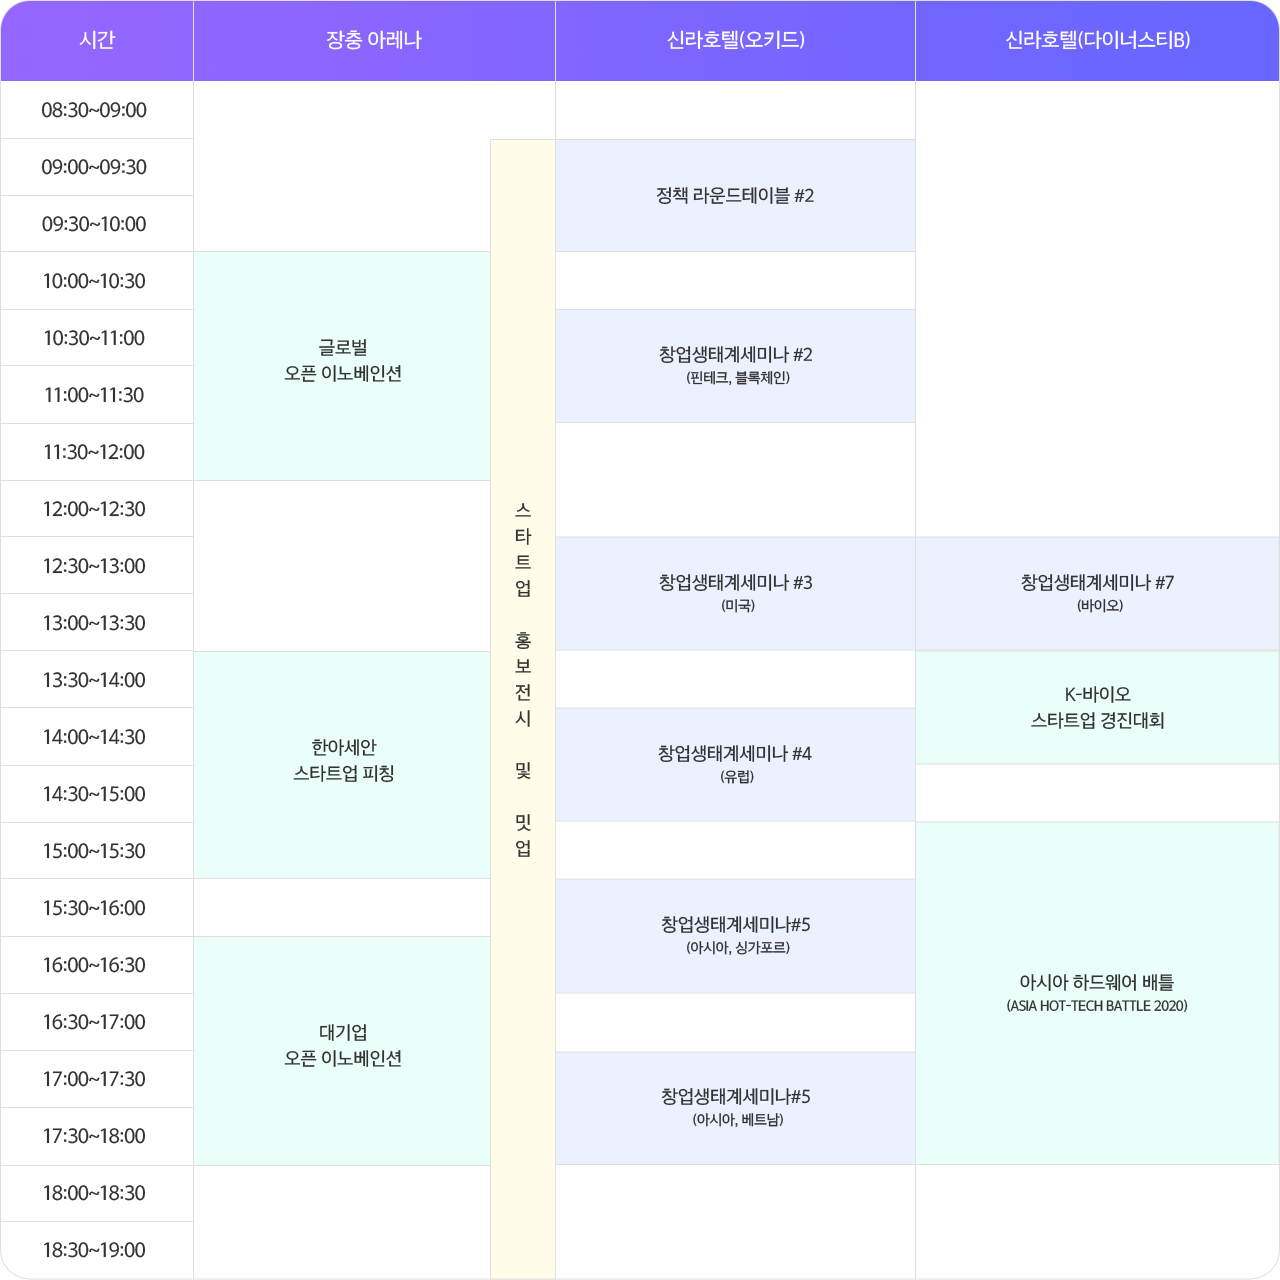 시간
장충 아레나
신라호텔(오키드)
신라호텔(다이너스티B)
08:30~09:00
09:00~09:30
09:30~10:00
10:00~10:30
10:30~11:00
11:00~11:30
11:30~12:00
12:00~12:30
12:30~13:00
13:00~13:30
13:30~14:00
14:00~14:30
14:30~15:00
15:00~15:30
15:30~16:00
16:00~16:30
16:30~17:00
17:00~17:30
17:30~18:00
18:00~18:30
18:30~19:00
글로벌
오픈 이노베인션
한아세안
스타트업 피칭
대기업
오픈 이노베인션
스타트업 홍보전시 및 밋업
정책 라운드테이블 #2
창업생태계세미나 #2
(핀테크, 블록체인)
창업생태계세미나 #3
(미국)
창업생태계세미나 #4
(유럽)
창업생태계세미나#5
(아시아, 싱가포르)
창업생태계세미나#5
(아시아, 베트남)
창업생태계세미나 #7
(바이오)
K-바이오
스타트업 경진대회
아시아 하드웨어 배틀
(ASIA HOT-TECH BATTLE 2020)